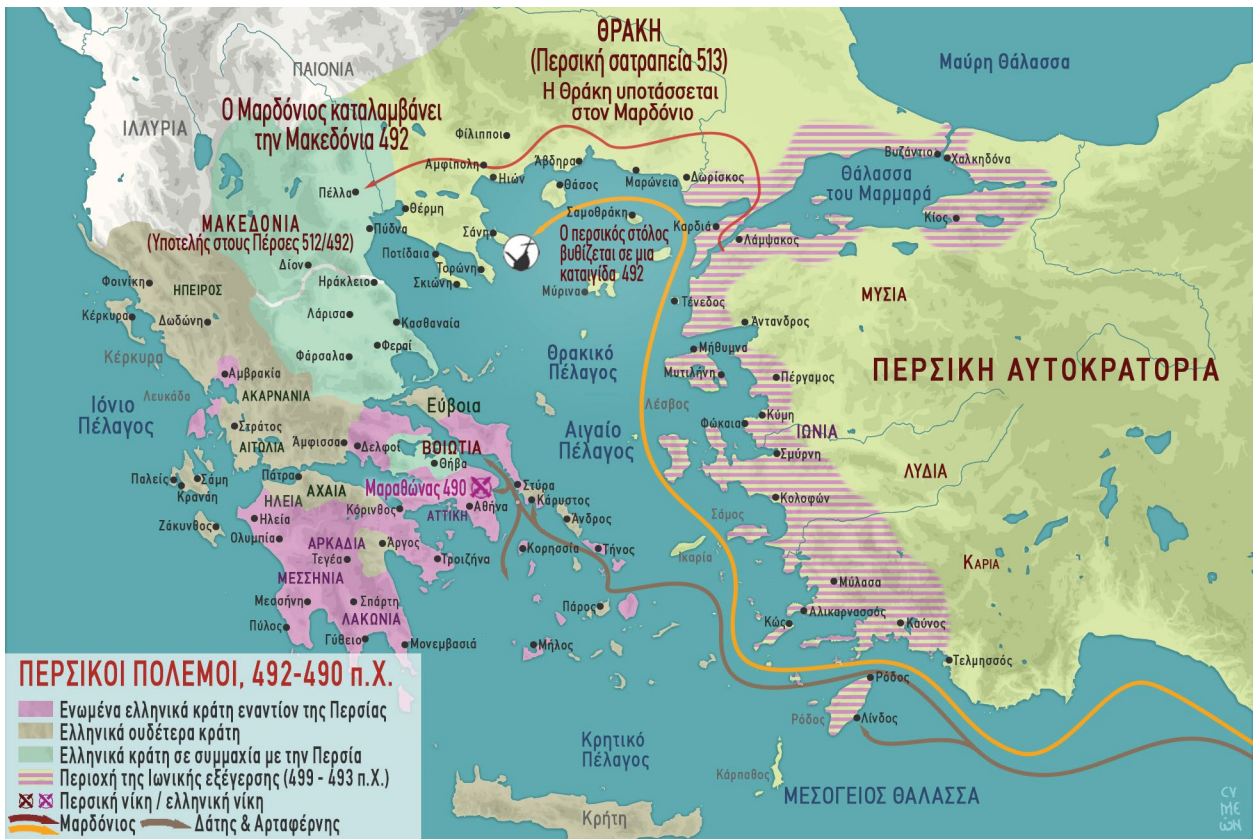 ΘΡΑΚΗ
(Περσική σατραπεία 513)
Η Θράκη υποτάσσεται
στον Μαρδόνιο
Μαύρη Θάλασσα
ΠΑΙΟΝΙΑ
ΙΛΛΥΡΙΑ
Ο Μαρδόνιος καταλαμβάνει
την Μακεδόνια 492
Φίλιπποι
Αμφιπολη
Ηιών
Άβδηρα
Θάσος
Μαρώνεια
Δωρίσκος
Βυζάντιο
Χαλκηδόνα
Θάλασσα
του Μαρμαρά
Κίος
Πέλλα
Θέρμη
Πύδνα
Σάνη
Σαμοθράκη
Καρδιά
Λάμψακος
ΜΑΚΕΔΟΝΙΑ
(Υποτελής στους Πέρσες 512/492)
Ο περσικός στόλος
βυθίζεται σε μια
καταιγίδα 492
Ποτίδαια
Τορώνη
Σκιώνη
Μύρινα
Δίον
Ηράκλειο
Φοινίκη
ΗΠΕΙΡΟΣ
Κέρκυρα
Δωδώνη
Λάρισα
Κασθαναία
Τένεδος
ΜΥΣΙΑ
Άντανδρος
Κέρκυρα
Φάρσαλα
Φεραί
Θρακικό
Πέλαγος
Μήθυμνα
Μυτιλήνη
Πέργαμος
ΠΕΡΣΙΚΗ ΑΥΤΟΚΡΑΤΟΡΙΑ
Αμβρακία
Λευκάδα
ΑΚΑΡΝΑΝΙΑ
Ιόνιο
Πέλαγος
Εύβοια
Λέσβος
Κύμη
Φώκαια
ΙΩΝΙΑ
Στράτος
ΑΙΤΩΛΙΑ
Άμφισσα
Δελφοί
ΒΟΙΩΤΙΑ
Θήβα
Αιγαίο
Πέλαγος
Σμύρνη
ΛΥΔΙΑ
Παλείς
Σάμη
Κρανάη
Πάτρα
ΑΧΑΙΑ
Μαραθώνας 490
Στύρα
Κάρυστος
Κολοφών
ΗΛΕΙΑ
Κόρινθος
ΑΤΤΙΚΗ
Αθήνα
Άνδρος
Σάμος
Ζάκυνθος
Ηλεία
Ολυμπία
ΑΡΚΑΔΙΑ
Άργος
Τεγέα
Τροιζήνα
Κορησσία
Τήνος
Ικαρία
ΚΑΡΙΑ
ΜΕΣΣΗΝΙΑ
Μεσσήνη
Σπάρτη
ΛΑΚΩΝΙΑ
Πύλος
Γύθειο
Μονεμβασιά
Πάρος
Μήλος
Μύλασα
Αλικαρνασσός
Κώς
Καύνος
Τελμησσός
Ρόδος
Ρόδος
Λίνδος
Κάρπαθος
Κρητικό
Πέλαγος
ΜΕΣΟΓΕΙΟΣ ΘΑΛΑΣΣΑ
Κρήτη
ΠΕΡΣΙΚΟΙ ΠΟΛΕΜΟΙ, 492-490 π.Χ.
Ενωμένα ελληνικά κράτη εναντίον της Περσίας
Ελληνικά ουδέτερα κράτη
Ελληνικά κράτη σε συμμαχία με την Περσία
Περιοχή της Ιωνικής εξέγερσης (499 - 493 π.Χ.)
Περσική νίκη / ελληνική νίκη
Μαρδόνιος Δάτης & Αρταφέρνης
CY
ΜΕ
ΩΝ